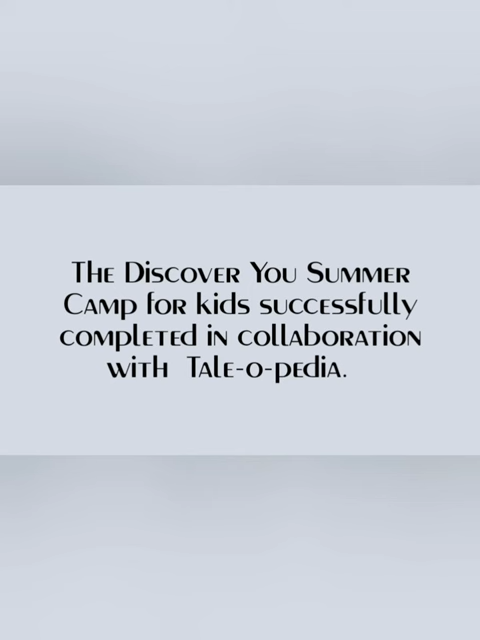 The Discover You Summer
Camp for kids successfully
completed in collaboration
with Tale-o-pedia.